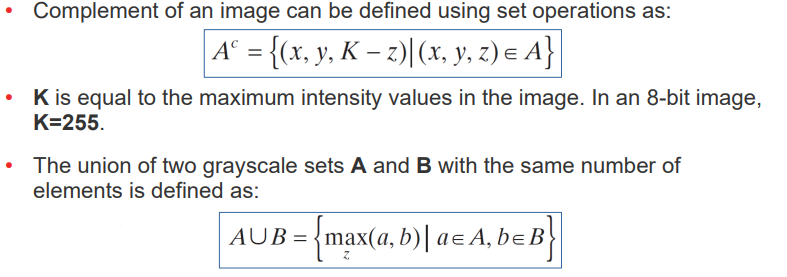 • Complement of an image can be defined using set operations as:
Aᶜ = {(x, y, K – z)|(x, y, z) ∈ A}
• K is equal to the maximum intensity values in the image. In an 8-bit image,
K=255.
• The union of two grayscale sets A and B with the same number of
elements is defined as:
A∪B = {max(a, b)| a∈A, b∈B}
z